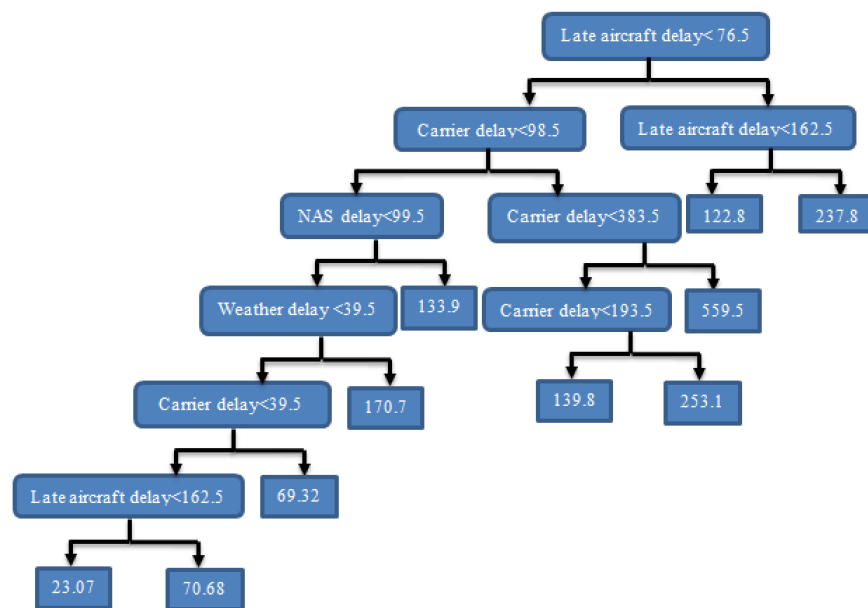 Late aircraft delay< 76.5
Carrier delay<98.5
Late aircraft delay<162.5
NAS delay<99.5
Carrier delay<383.5
122.8
237.8
Weather delay <39.5
133.9
Carrier delay<193.5
559.5
Carrier delay<39.5
170.7
139.8
253.1
Late aircraft delay<162.5
69.32
23.07
70.68